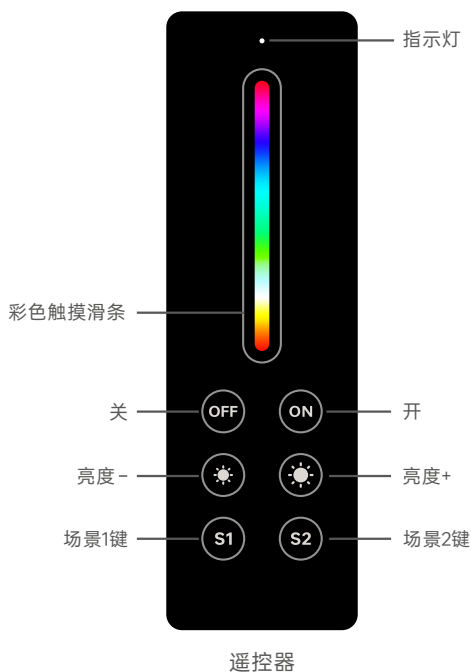 指示灯
彩色触摸滑条
关
OFF
ON
开
亮度-
亮度+
场景1键
S1
S2
场景2键
遥控器